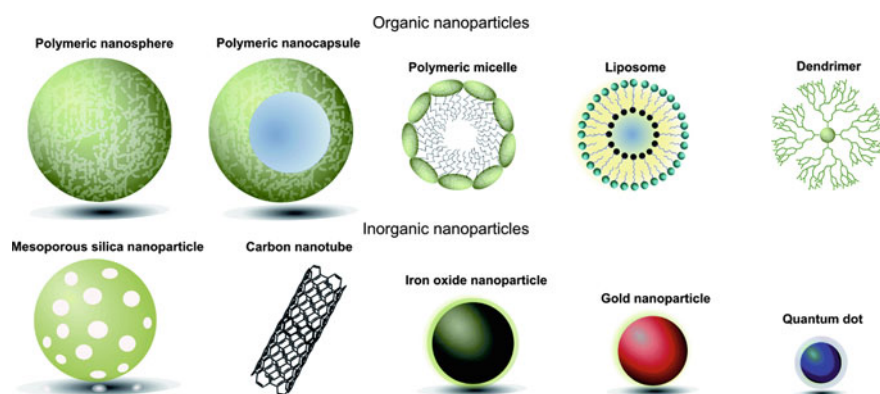 Organic nanoparticles
Polymeric nanosphere
Polymeric nanocapsule
Polymeric micelle
Liposome
Dendrimer
Inorganic nanoparticles
Mesoporous silica nanoparticle
Carbon nanotube
Iron oxide nanoparticle
Gold nanoparticle
Quantum dot